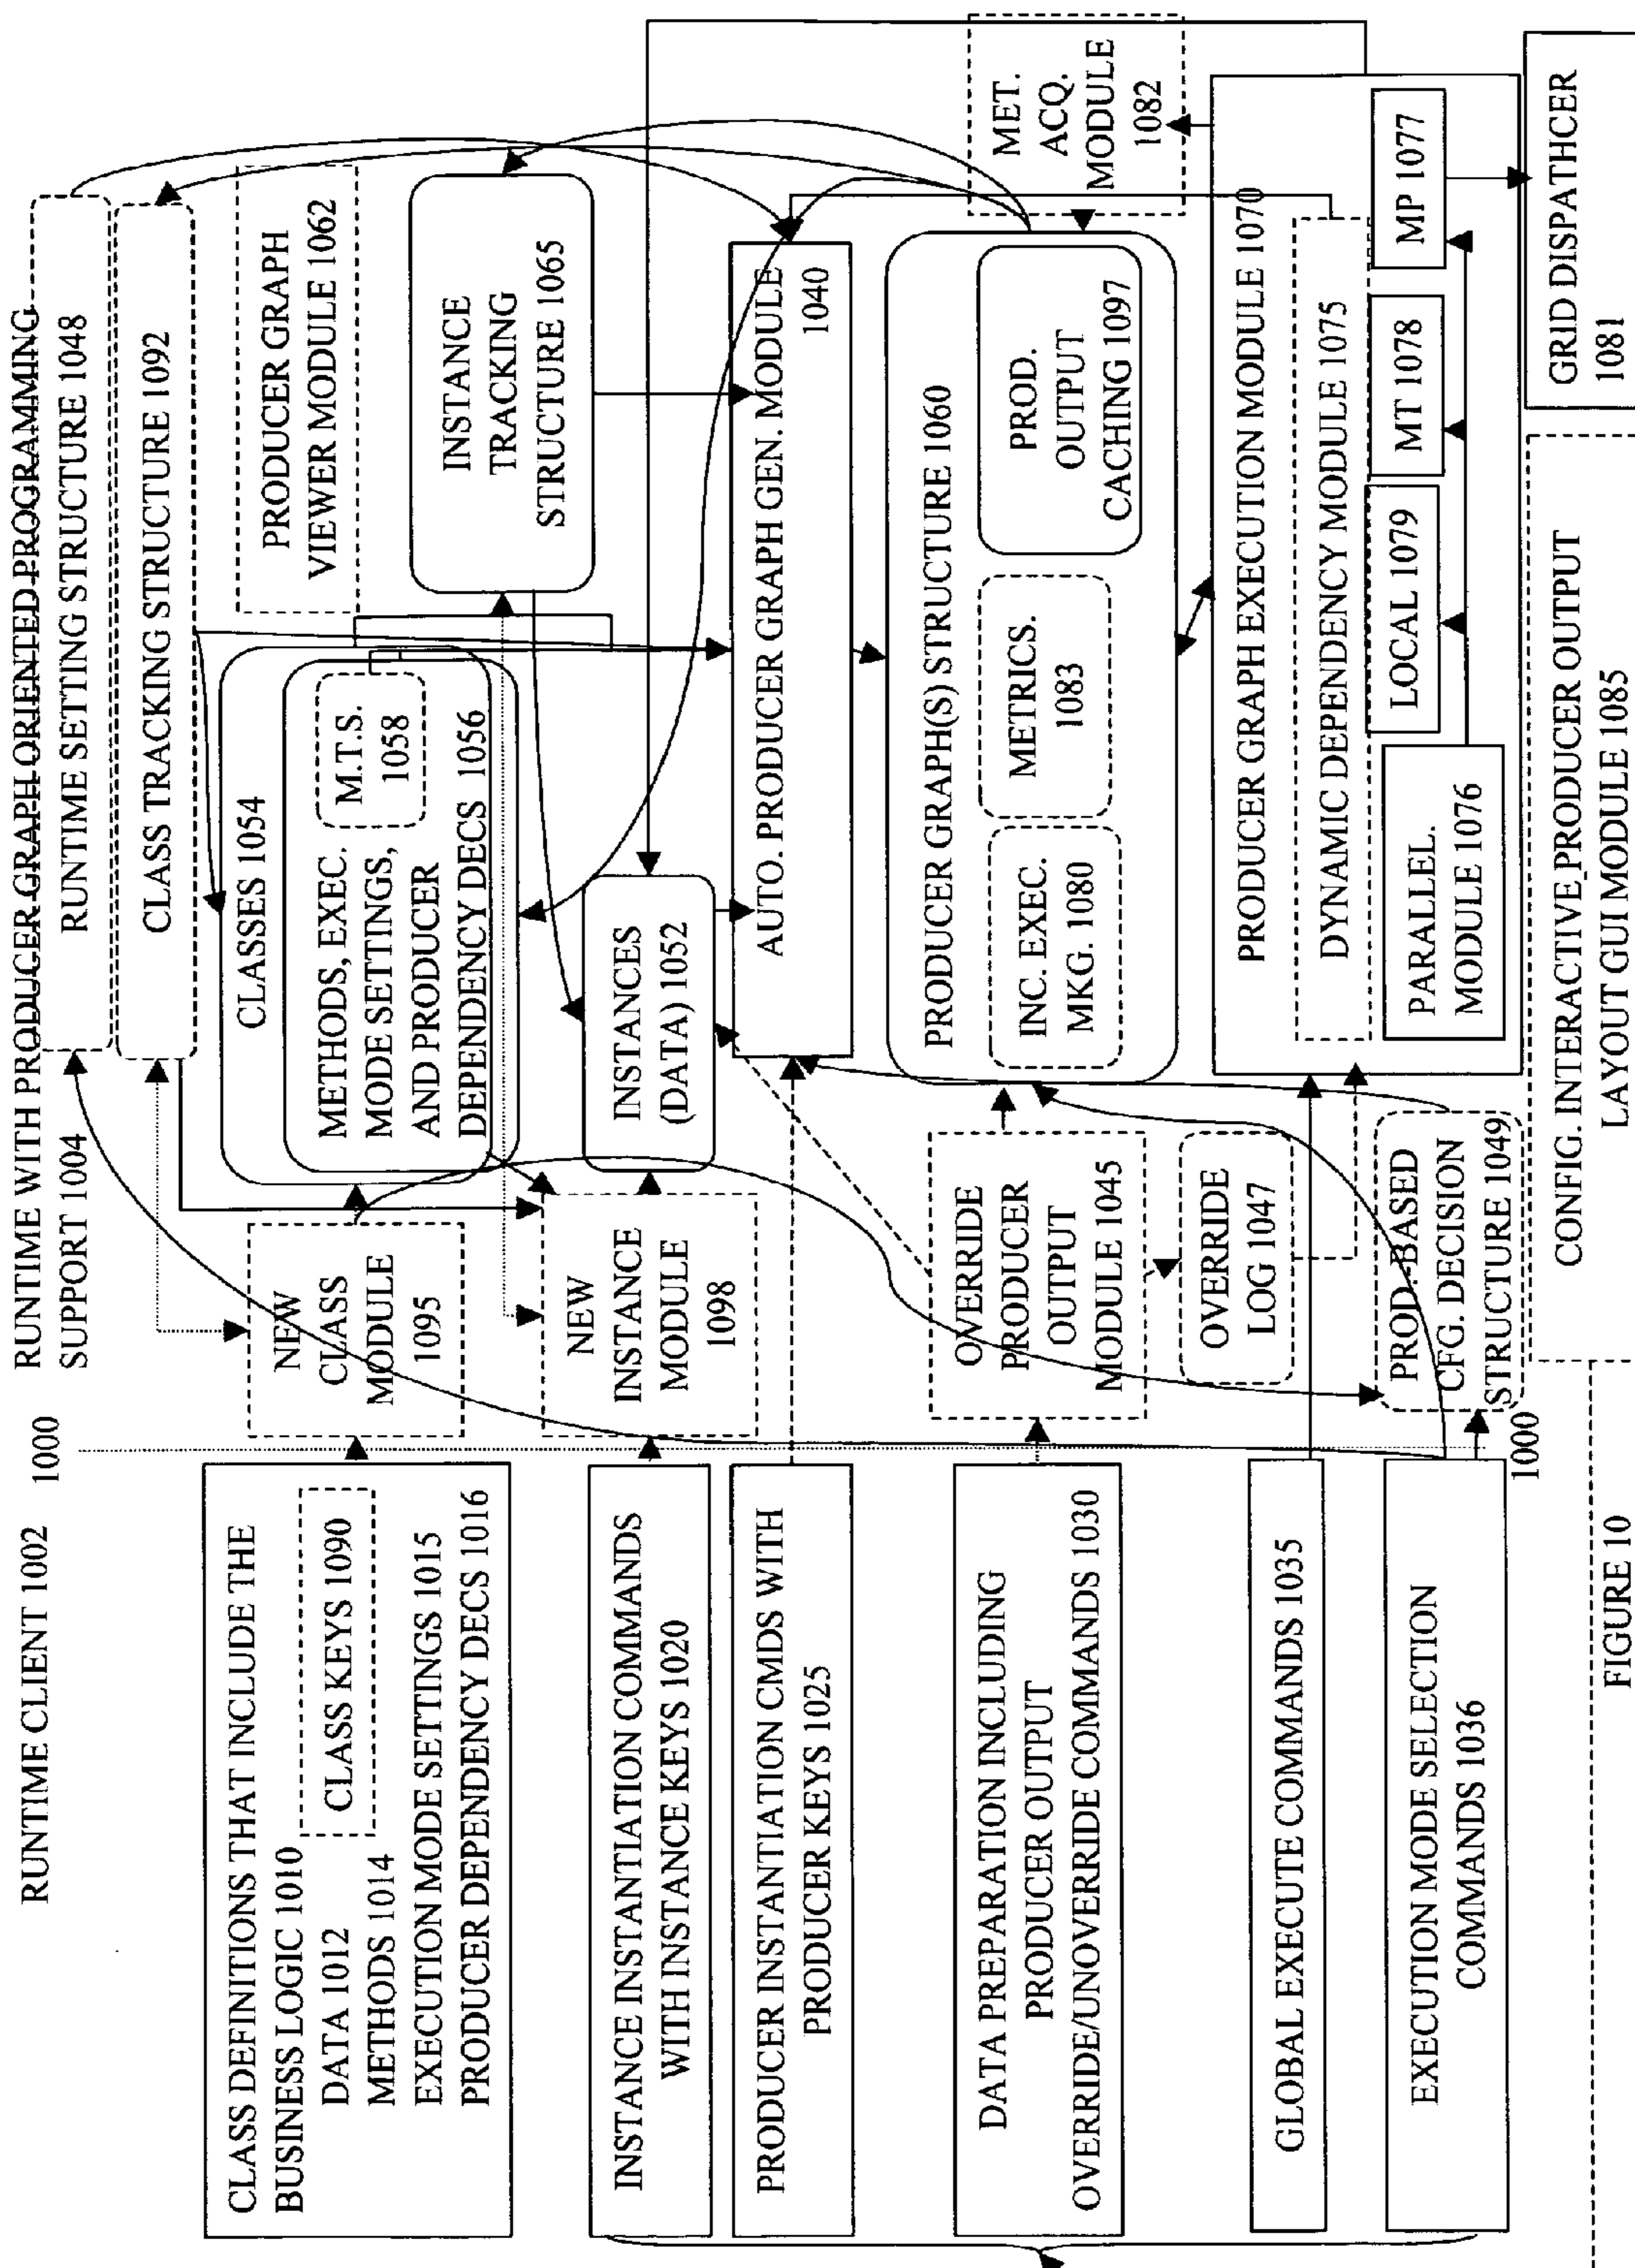 RUNTIME CLIENT 1002
1000
RUNTIME WITH PRODUCER GRAPH ORIENTED PROGRAMMING
SUPPORT 1004
CLASS DEFINITIONS THAT INCLUDE THE
BUSINESS LOGIC 1010
CLASS KEYS 1090
DATA 1012
METHODS 1014
EXECUTION MODE SETTINGS 1015
PRODUCER DEPENDENCY DECS 1016
INSTANCE INSTANTIATION COMMANDS
WITH INSTANCE KEYS 1020
PRODUCER INSTANTIATION CMDS WITH
PRODUCER KEYS 1025
DATA PREPARATION INCLUDING
PRODUCER OUTPUT
OVERRIDE/UNOVERRIDE COMMANDS 1030
GLOBAL EXECUTE COMMANDS 1035
EXECUTION MODE SELECTION
COMMANDS 1036
1000
RUNTIME SETTING STRUCTURE 1048
CLASS TRACKING STRUCTURE 1092
NEW
CLASS
MODULE
1095
CLASSES 1054
M.T.S.
1058
METHODS, EXEC.
MODE SETTINGS,
AND PRODUCER
DEPENDENCY DECS 1056
PRODUCER GRAPH
VIEWER MODULE 1062
INSTANCE
TRACKING
STRUCTURE 1065
NEW
INSTANCE
MODULE
1098
INSTANCES
(DATA) 1052
AUTO. PRODUCER GRAPH GEN. MODULE
1040
OVERRIDE
PRODUCER
OUTPUT
MODULE 1045
OVERRIDE
LOG 1047
PRODUCER GRAPH(S) STRUCTURE 1060
INC. EXEC.
MKG. 1080
METRICS.
1083
PROD.
OUTPUT
CACHING 1097
MET.
ACQ.
MODULE
1082
PRODUCER GRAPH EXECUTION MODULE 1070
DYNAMIC DEPENDENCY MODULE 1075
PARALLEL.
MODULE 1076
LOCAL 1079
MT 1078
MP 1077
PROD.-BASED
CFG. DECISION
STRUCTURE 1049
CONFIG. INTERACTIVE PRODUCER OUTPUT
LAYOUT GUI MODULE 1085
GRID DISPATHCER
1081
FIGURE 10